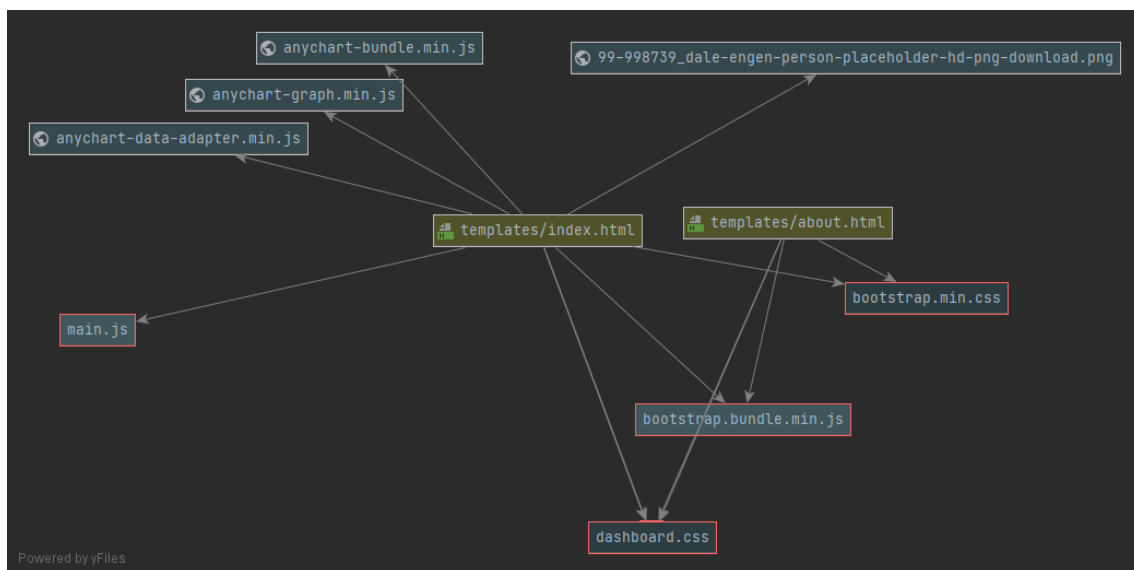 anychart-bundle.min.js
99-998739_dale-engen-person-placeholder-hd-png-download.png
anychart-graph.min.js
anychart-data-adapter.min.js
templates/index.html
templates/about.html
H
H
bootstrap.min.css
main.js
bootstrap.bundle.min.js
dashboard.css
Powered by yFiles